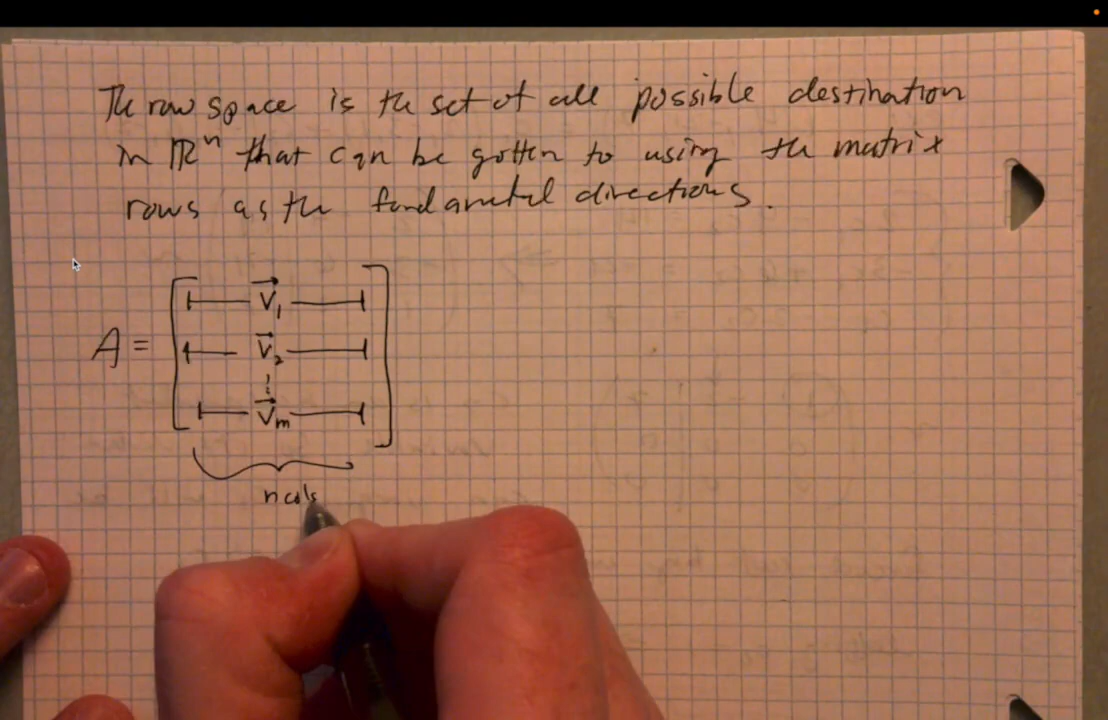 The row space is the set of all possible destination
in ℝⁿ that can be gotten to using the matrix
rows as the fundamental directions.
A = [ v⃗₁
v⃗₂
⋮
v⃗ₘ ]
n cols